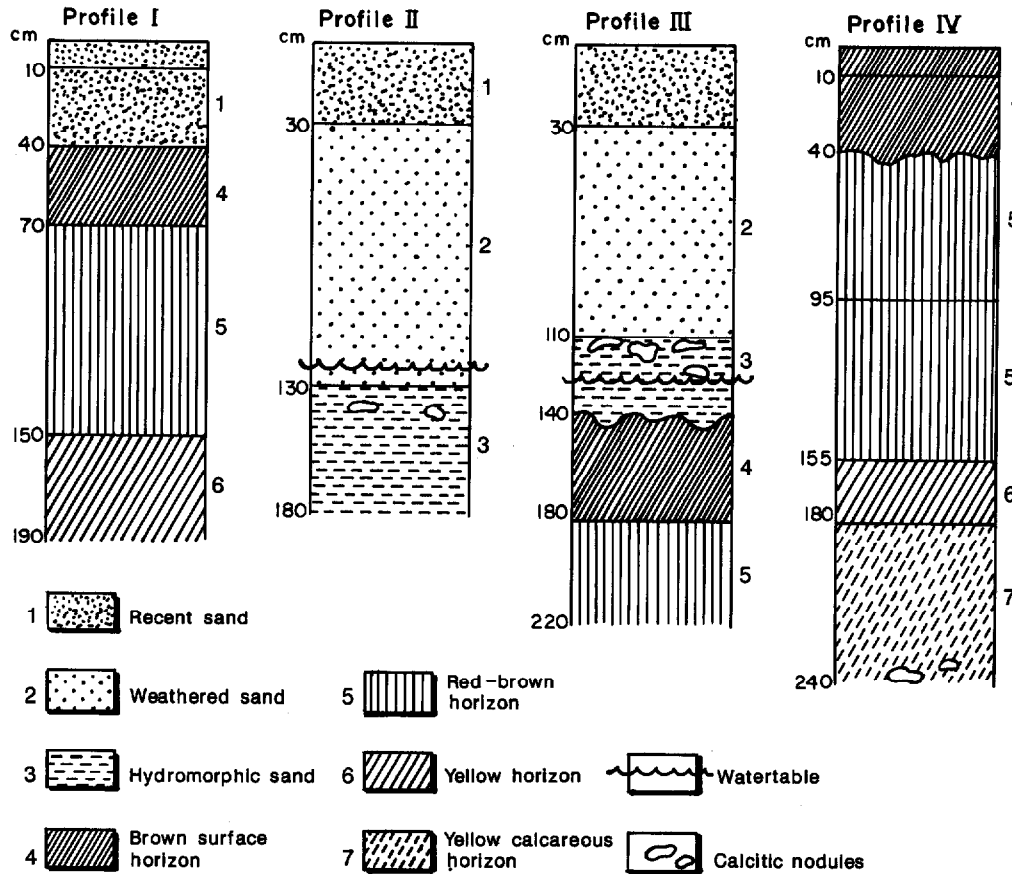 Profile I
cm
10
1
40
4
70
5
150
6
190
Profile II
1
30
2
130
3
180
Profile III
cm
1
30
2
110
3
140
4
180
5
220
Profile IV
cm
10
40
5
95
5
155
6
180
7
240
1 Recent sand
2 Weathered sand
3 Hydromorphic sand
4 Brown surface
horizon
5 Red-brown
horizon
6 Yellow horizon
7 Yellow calcareous
horizon
Watertable
Calcitic nodules